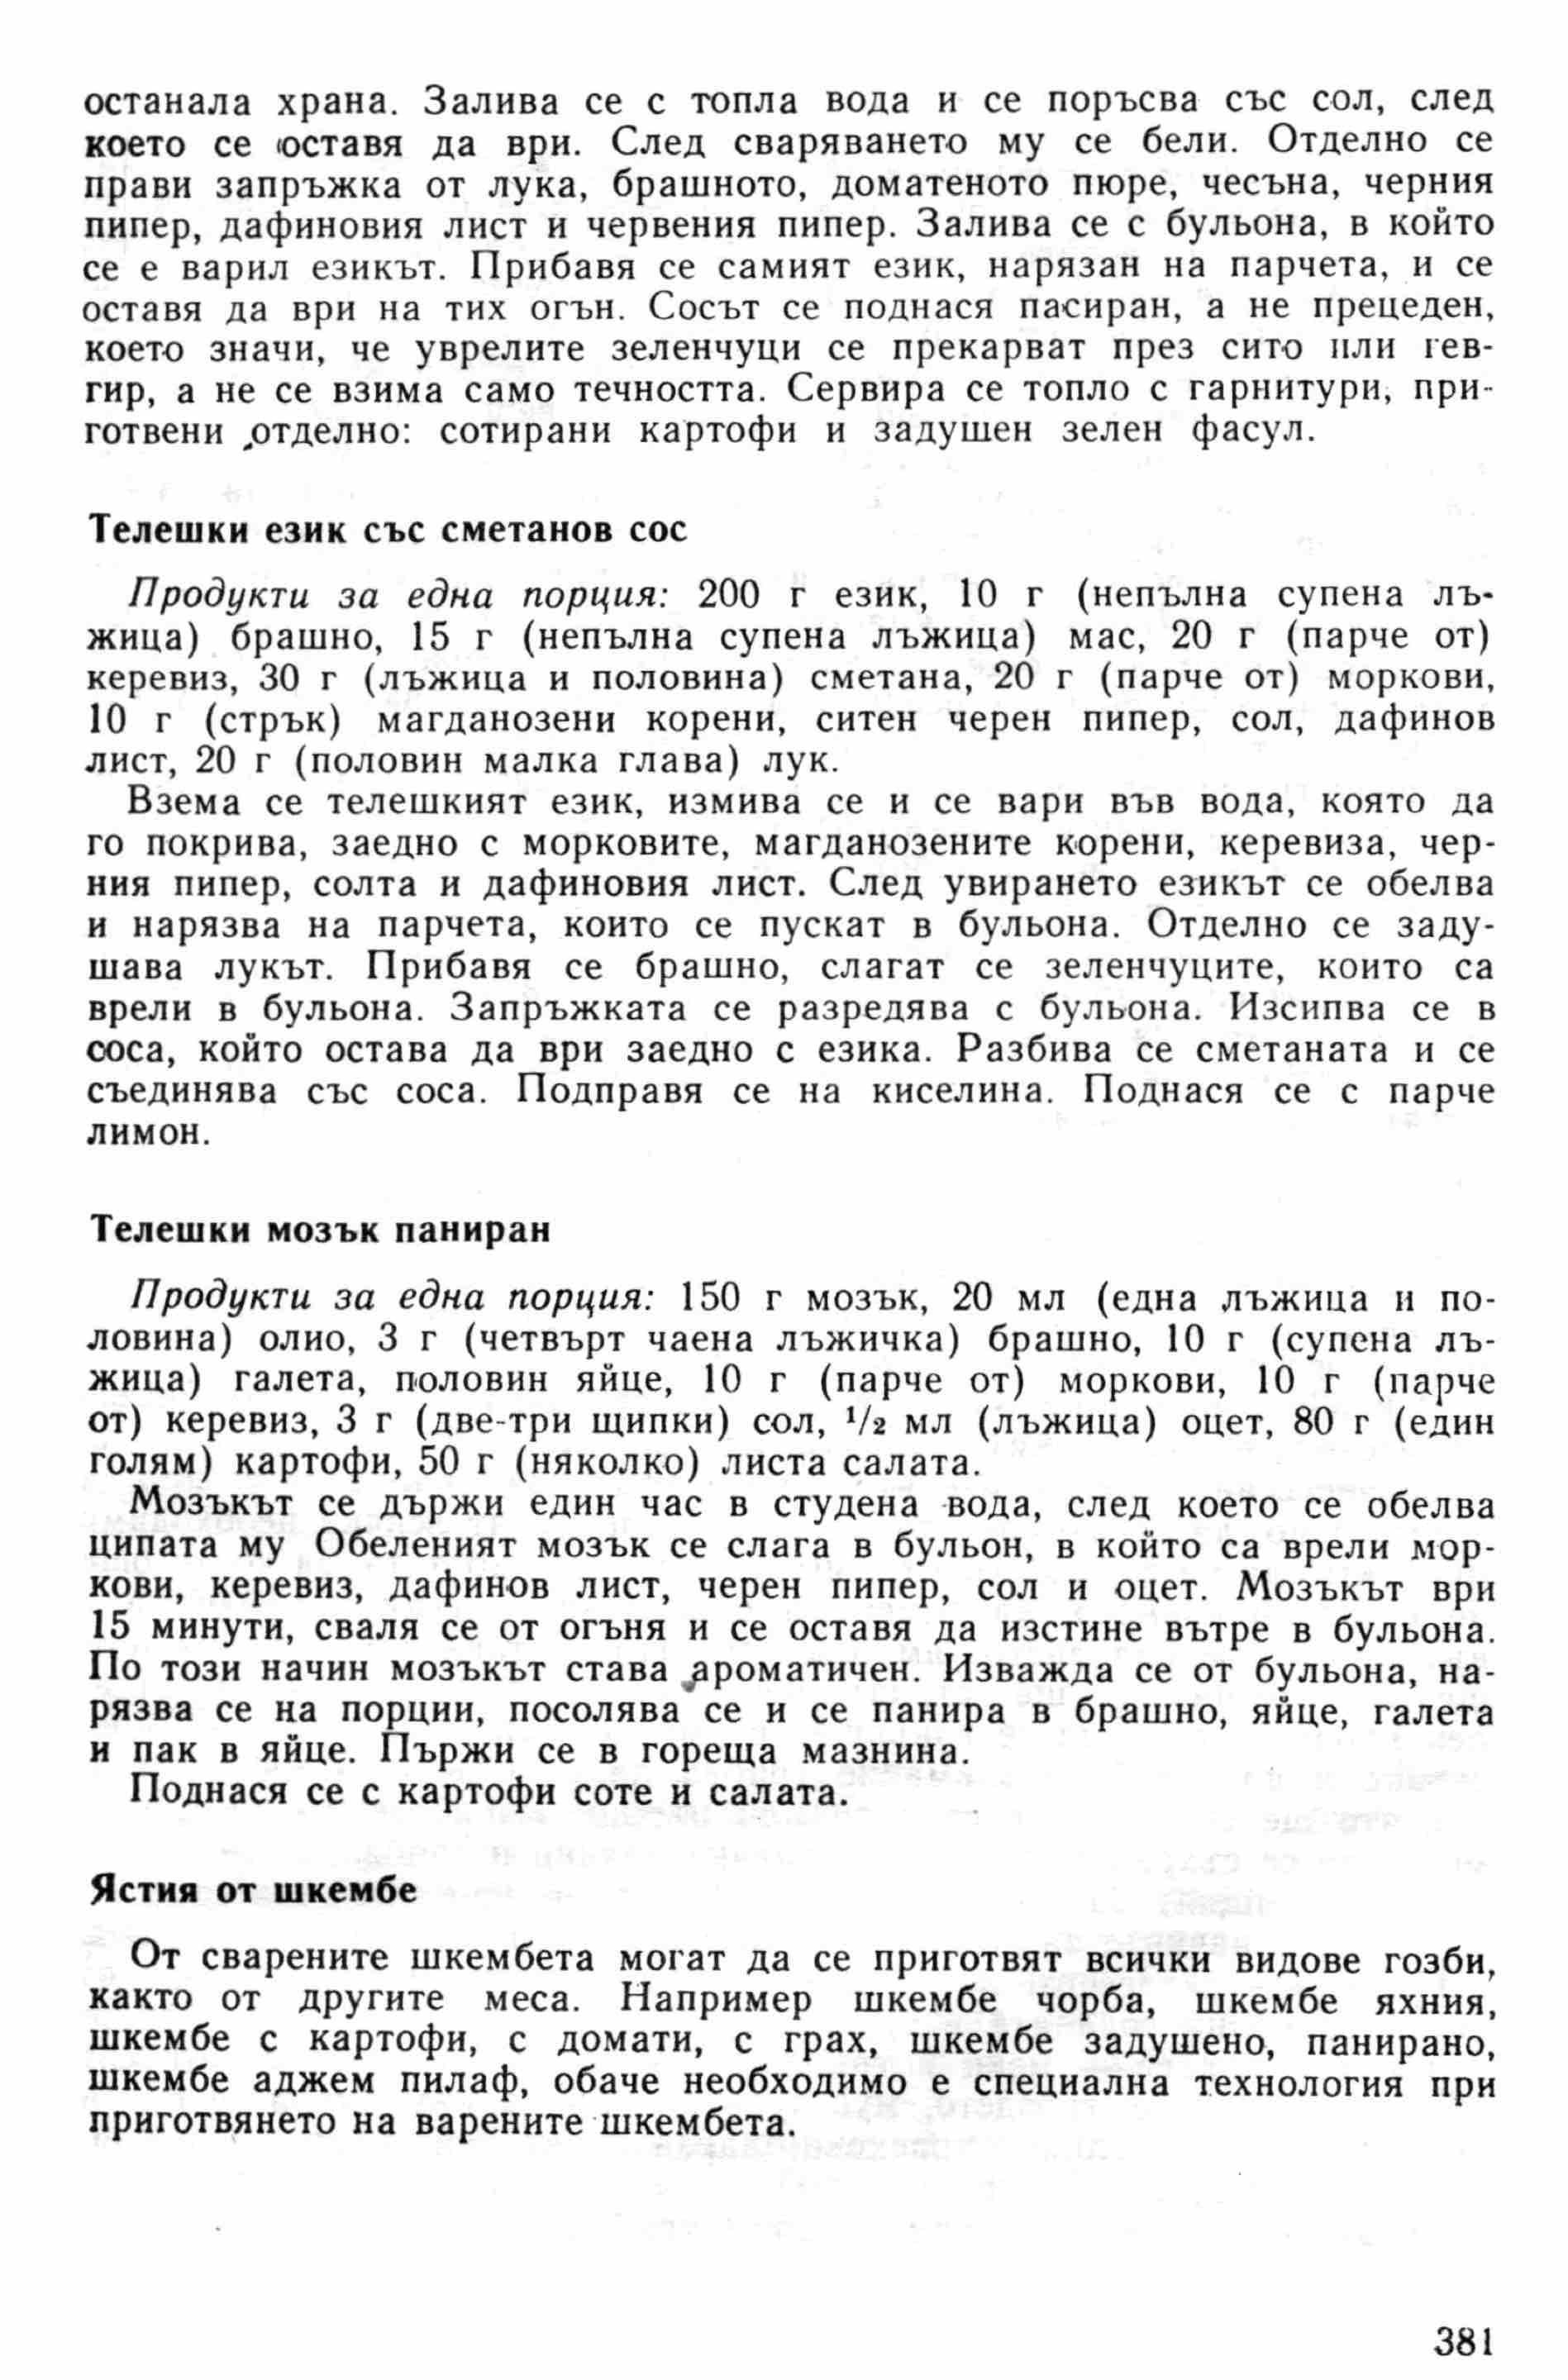 останала храна. Залива се с топла вода и се поръсва със сол, след
което се оставя да ври. След сваряването му се бели. Отделно се
прави запръжка от лука, брашното, доматеното пюре, чесъна, черния
пипер, дафиновия лист и червения пипер. Залива се с бульона, в който
се е варил езикът. Прибавя се самият език, нарязан на парчета, и се
оставя да ври на тих огън. Сосът се поднася пасиран, а не прецеден,
което значи, че уврелите зеленчуци се прекарват през сито или гев-
гир, а не се взима само течността. Сервира се топло с гарнитури, при-
готвени отделно: сотирани картофи и задушен зелен фасул.
Телешки език със сметанов сос
Продукти за една порция: 200 г език, 10 г (непълна супена лъ-
жица) брашно, 15 г (непълна супена лъжица) мас, 20 г (парче от)
керевиз, 30 г (лъжица и половина) сметана, 20 г (парче от) моркови,
10 г (стрък) магданозени корени, ситен черен пипер, сол, дафинов
лист, 20 г (половин малка глава) лук.
Взема се телешкият език, измива се и се вари във вода, която да
го покрива, заедно с морковите, магданозените корени, керевиза, чер-
ния пипер, солта и дафиновия лист. След увирането езикът се обелва
и нарязва на парчета, които се пускат в бульона. Отделно се заду-
шава лукът. Прибавя се брашно, слагат се зеленчуците, които са
врели в бульона. Запръжката се разредява с бульона. Изсипва се в
соса, който остава да ври заедно с езика. Разбива се сметаната и се
съединява със соса. Подправя се на киселина. Поднася се с парче
лимон.
Телешки мозък паниран
Продукти за една порция: 150 г мозък, 20 мл (една лъжица и по-
ловина) олио, 3 г (четвърт чаена лъжичка) брашно, 10 г (супена лъ-
жица) галета, половин яйце, 10 г (парче от) моркови, 10 г (парче
от) керевиз, 3 г (две-три щипки) сол, ¹/₂ мл (лъжица) оцет, 80 г (един
голям) картофи, 50 г (няколко) листа салата.
Мозъкът се държи един час в студена вода, след което се обелва
ципата му Обеленият мозък се слага в бульон, в който са врели мор-
кови, керевиз, дафинов лист, черен пипер, сол и оцет. Мозъкът ври
15 минути, сваля се от огъня и се оставя да изстине вътре в бульона.
По този начин мозъкът става ароматичен. Изважда се от бульона, на-
рязва се на порции, посолява се и се панира в брашно, яйце, галета
и пак в яйце. Пържи се в гореща мазнина.
Поднася се с картофи соте и салата.
Ястия от шкембе
От сварените шкембета могат да се приготвят всички видове гозби,
както от другите меса. Например шкембе чорба, шкембе яхния,
шкембе с картофи, с домати, с грах, шкембе задушено, панирано,
шкембе аджем пилаф, обаче необходимо е специална технология при
приготвянето на варените шкембета.
381